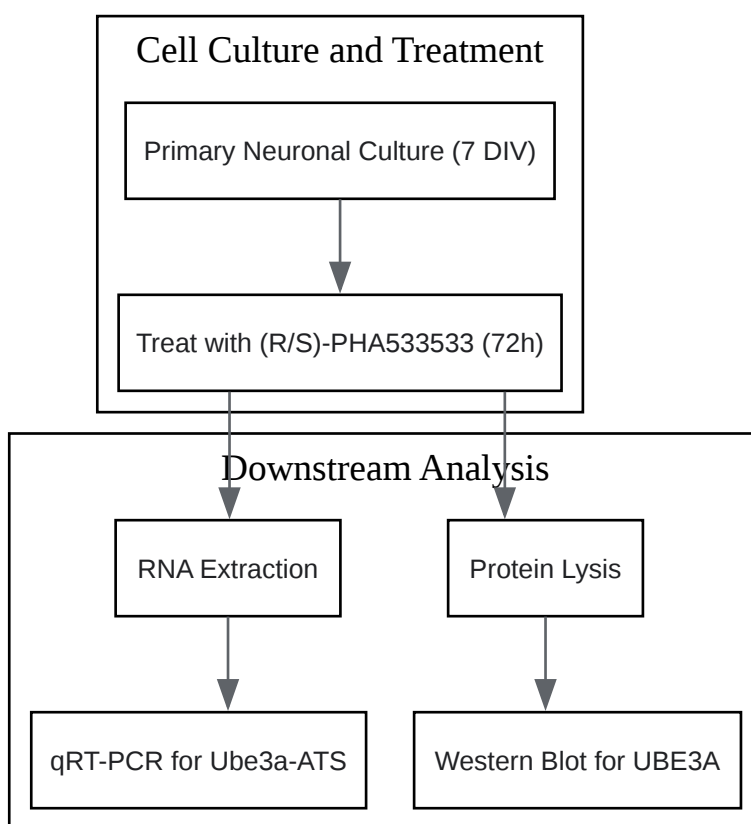 Cell Culture and Treatment
Primary Neuronal Culture (7 DIV)
Treat with (R/S)-PHA533533 (72h)
Downstream Analysis
RNA Extraction
Protein Lysis
qRT-PCR for Ube3a-ATS
Western Blot for UBE3A